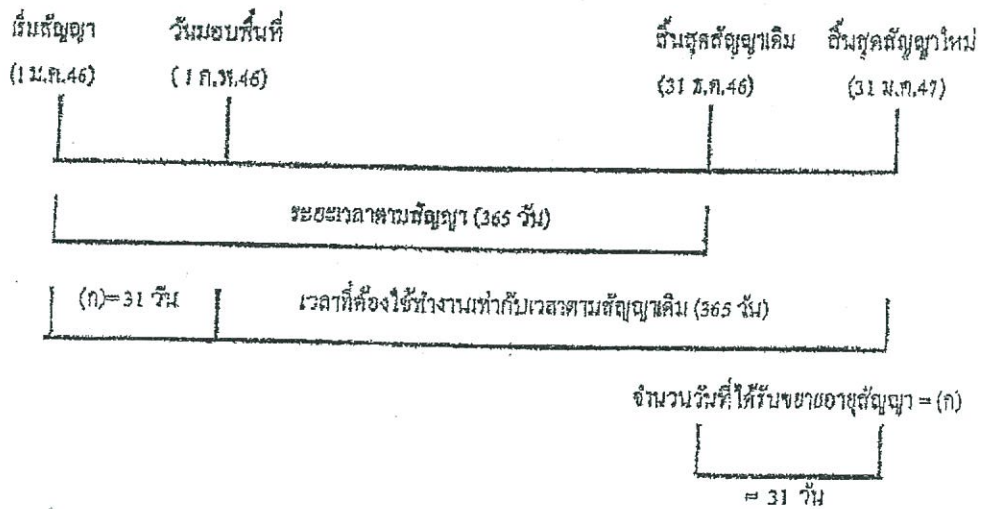 เริ่มสัญญา วันมอบพื้นที่ สิ้นสุดสัญญาเดิม สิ้นสุดสัญญาใหม่
(1 ม.ค.46) (1 ก.พ.46) (31 ธ.ค.46) (31 ม.ค.47)
ระยะเวลาตามสัญญา (365 วัน)
(ก)=31 วัน เวลาที่ต้องใช้ทำงานเท่ากับเวลาตามสัญญาเดิม (365 วัน)
จำนวนวันที่ได้รับขยายอายุสัญญา = (ก)
= 31 วัน